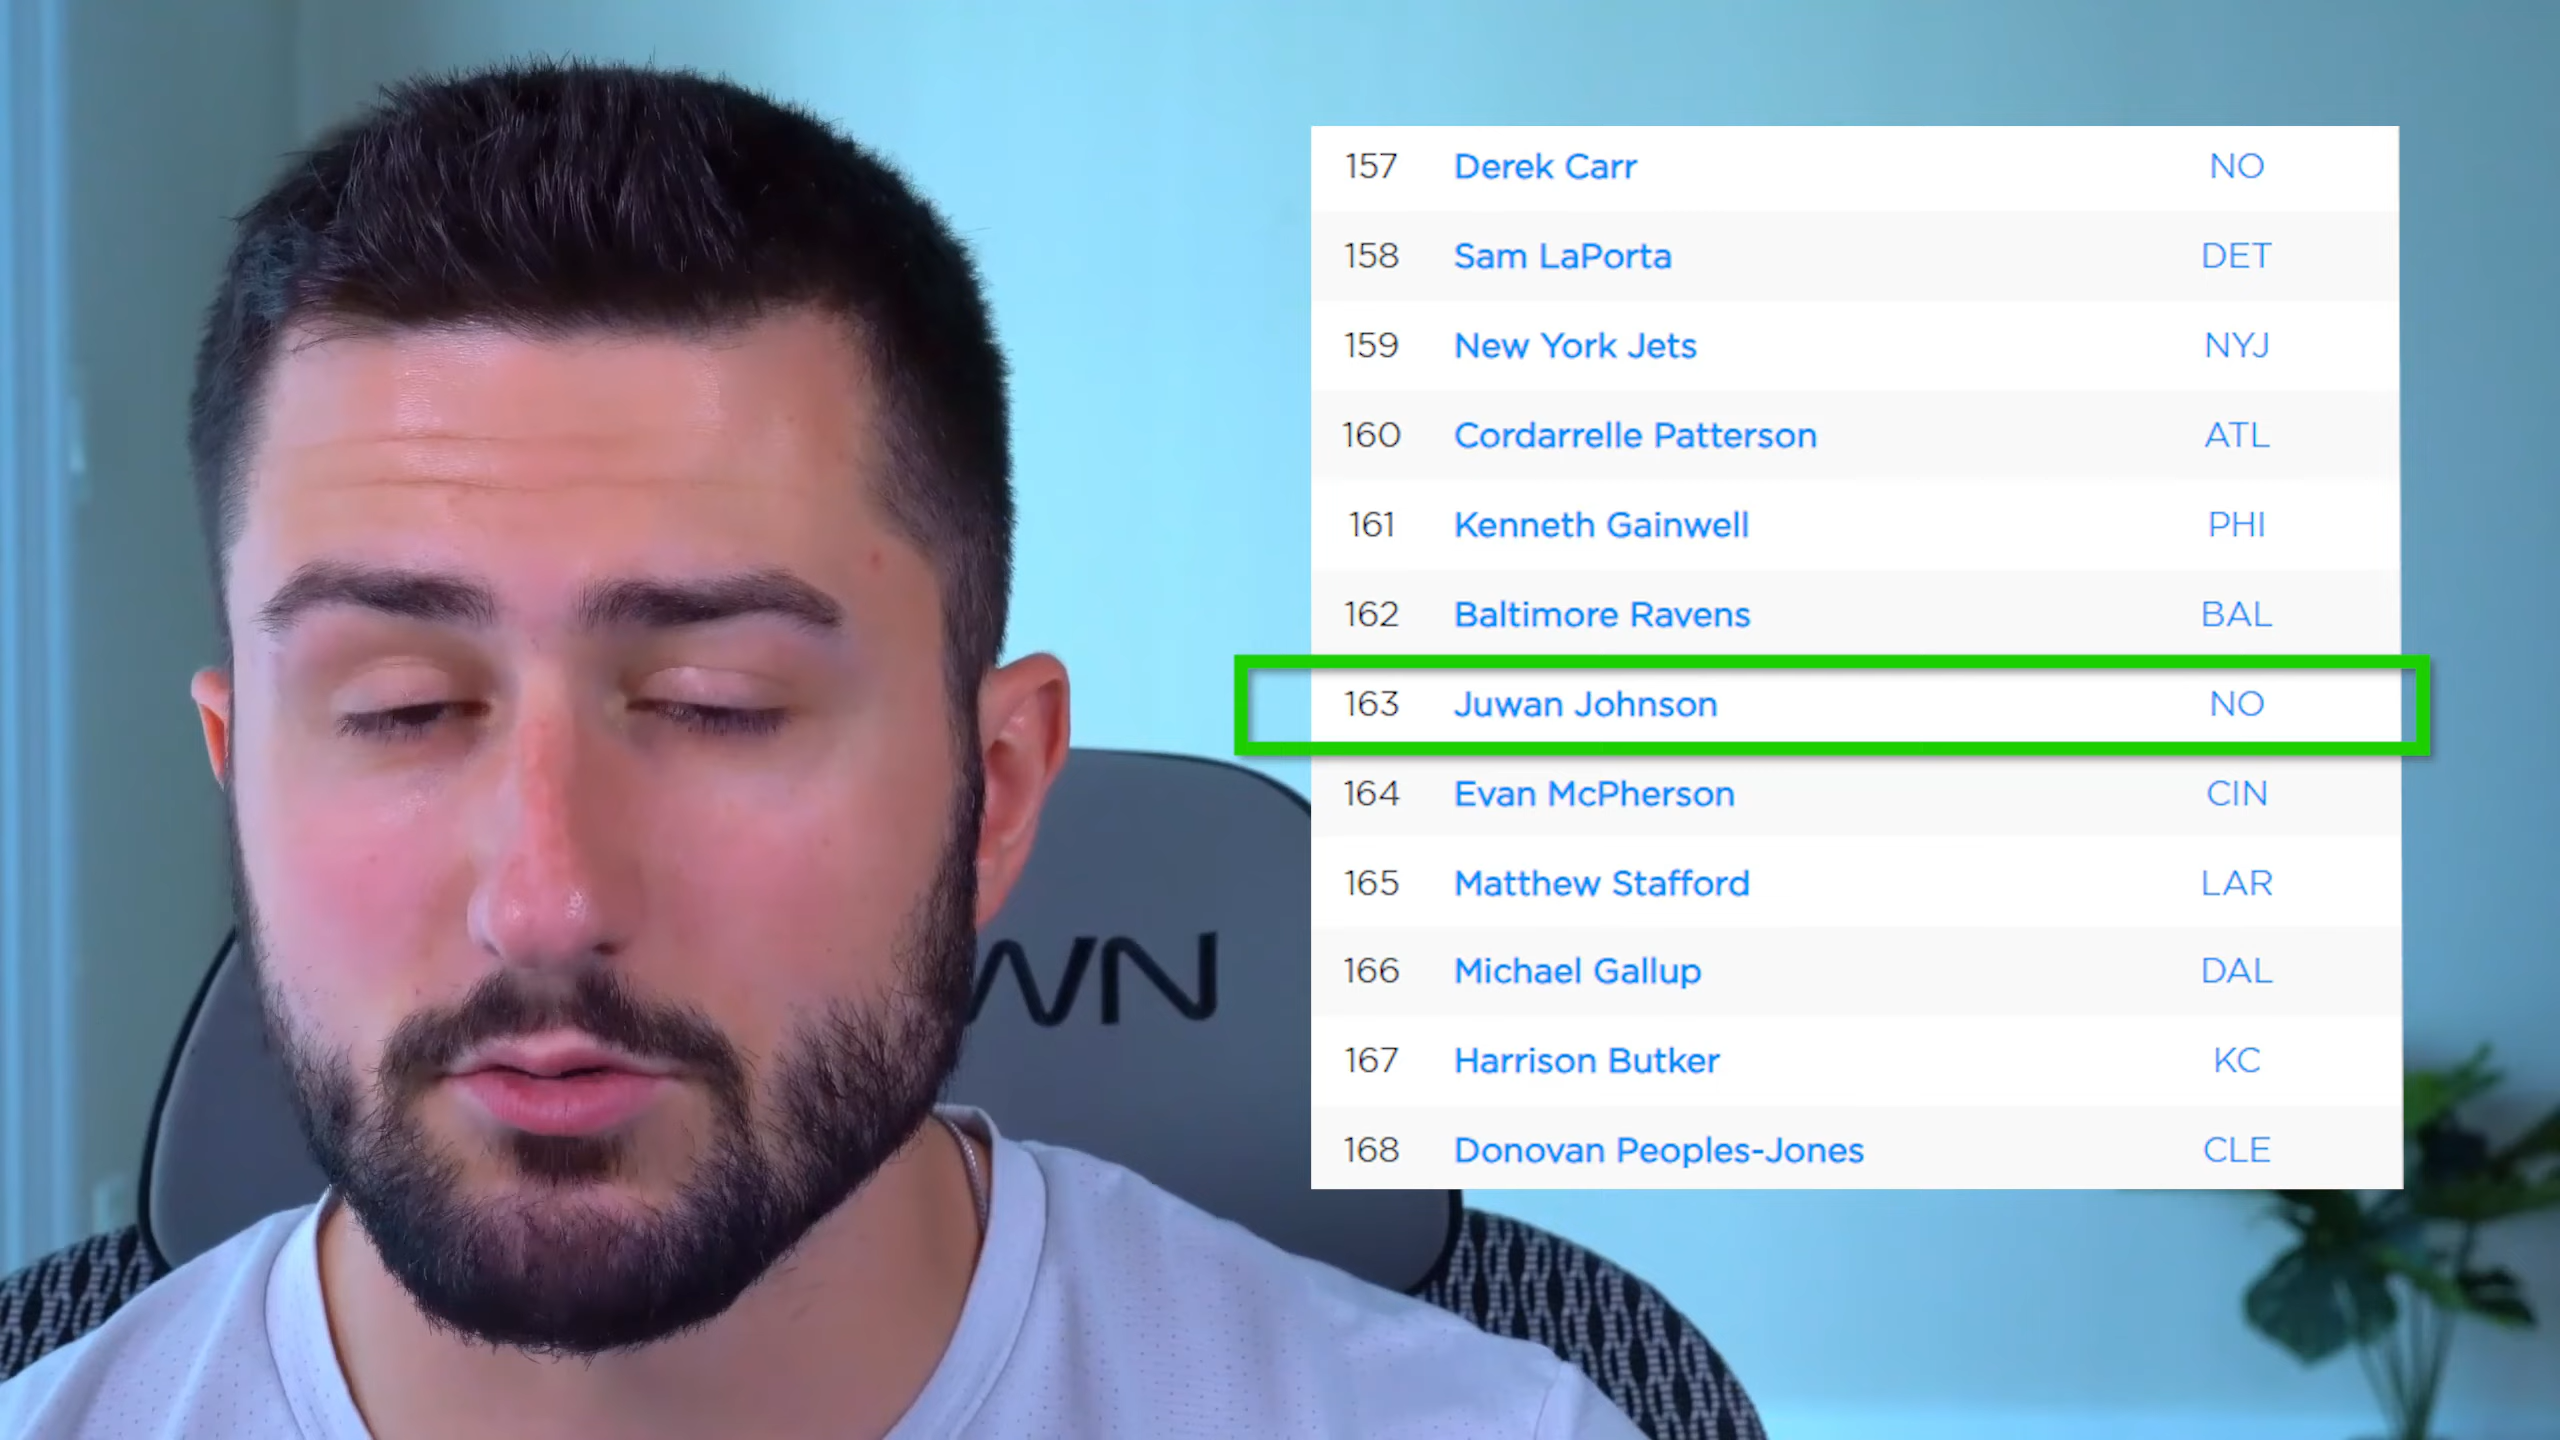 157 Derek Carr NO
158 Sam LaPorta DET
159 New York Jets NYJ
160 Cordarrelle Patterson ATL
161 Kenneth Gainwell PHI
162 Baltimore Ravens BAL
163 Juwan Johnson NO
164 Evan McPherson CIN
165 Matthew Stafford LAR
166 Michael Gallup DAL
167 Harrison Butker KC
168 Donovan Peoples-Jones CLE
WN